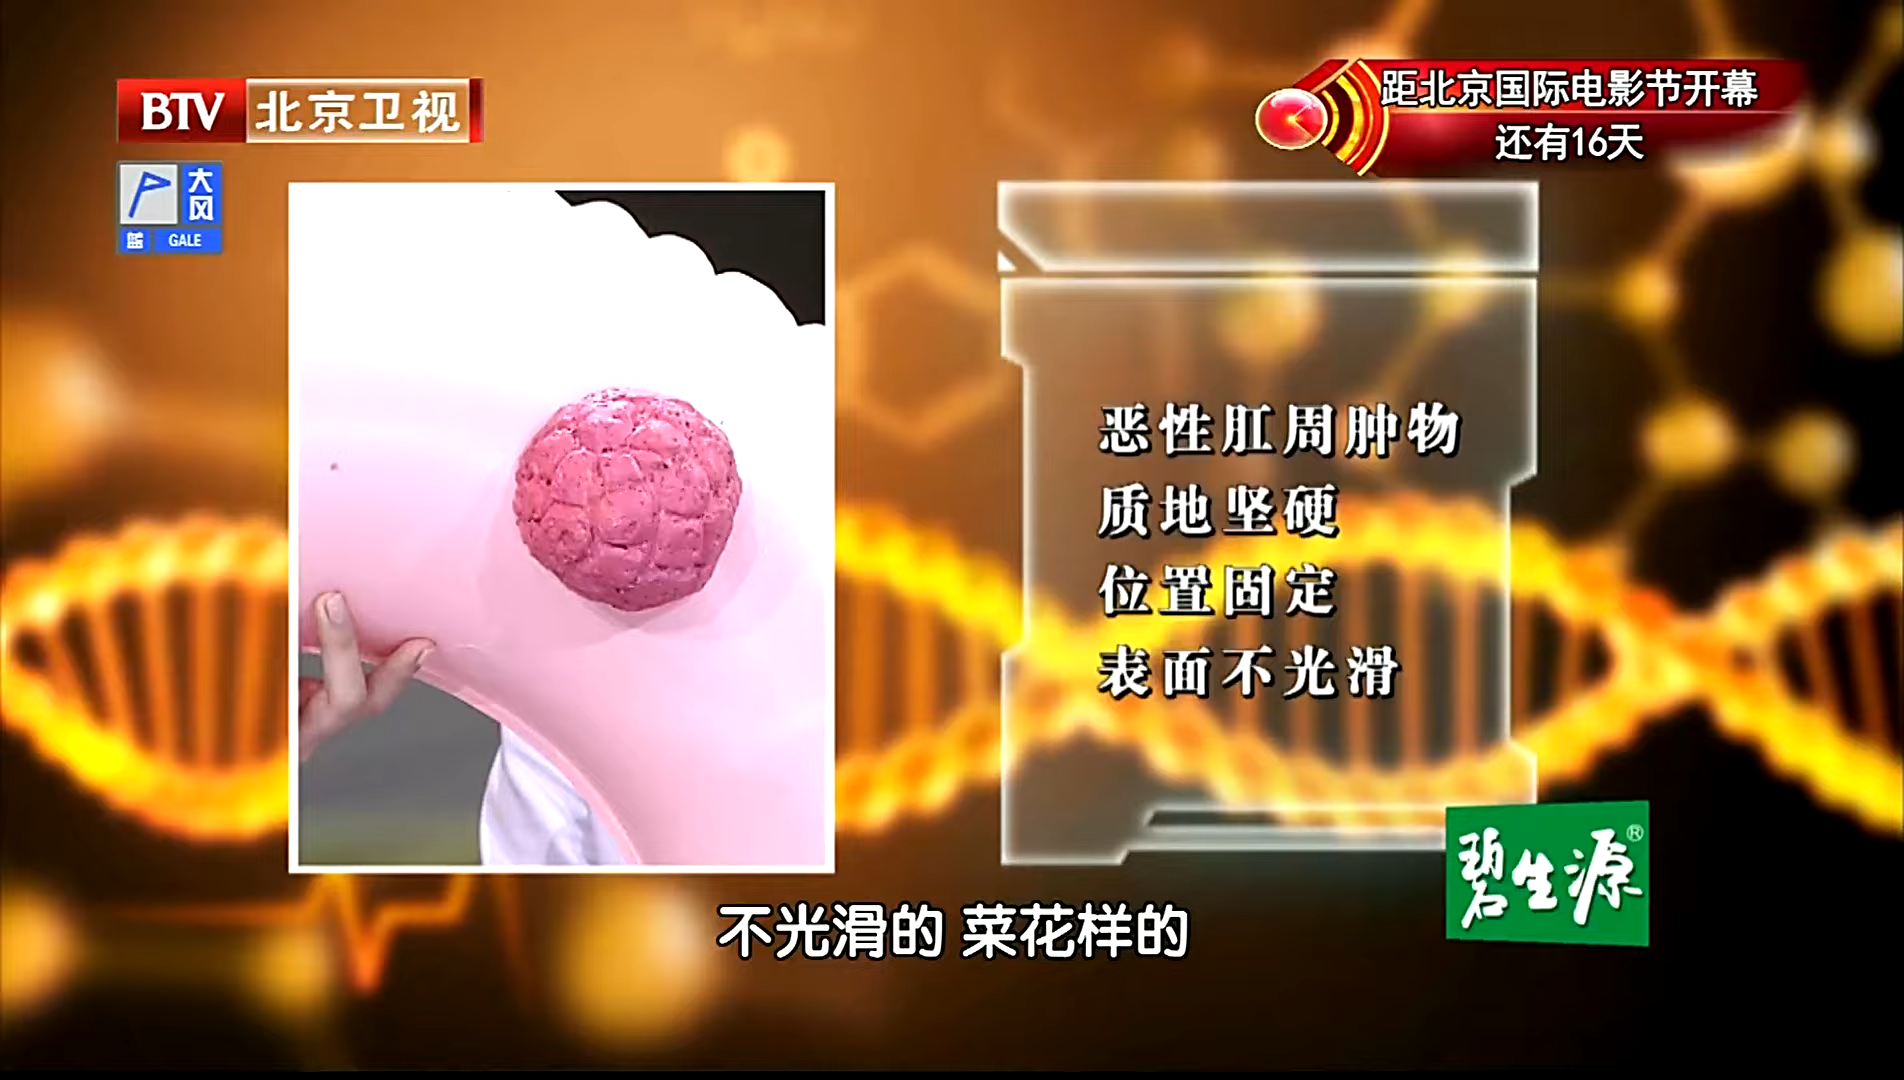 BTV 北京卫视
距北京国际电影节开幕
还有16天
大风
蓝 GALE
恶性肛周肿物
质地坚硬
位置固定
表面不光滑
碧生源®
不光滑的 菜花样的